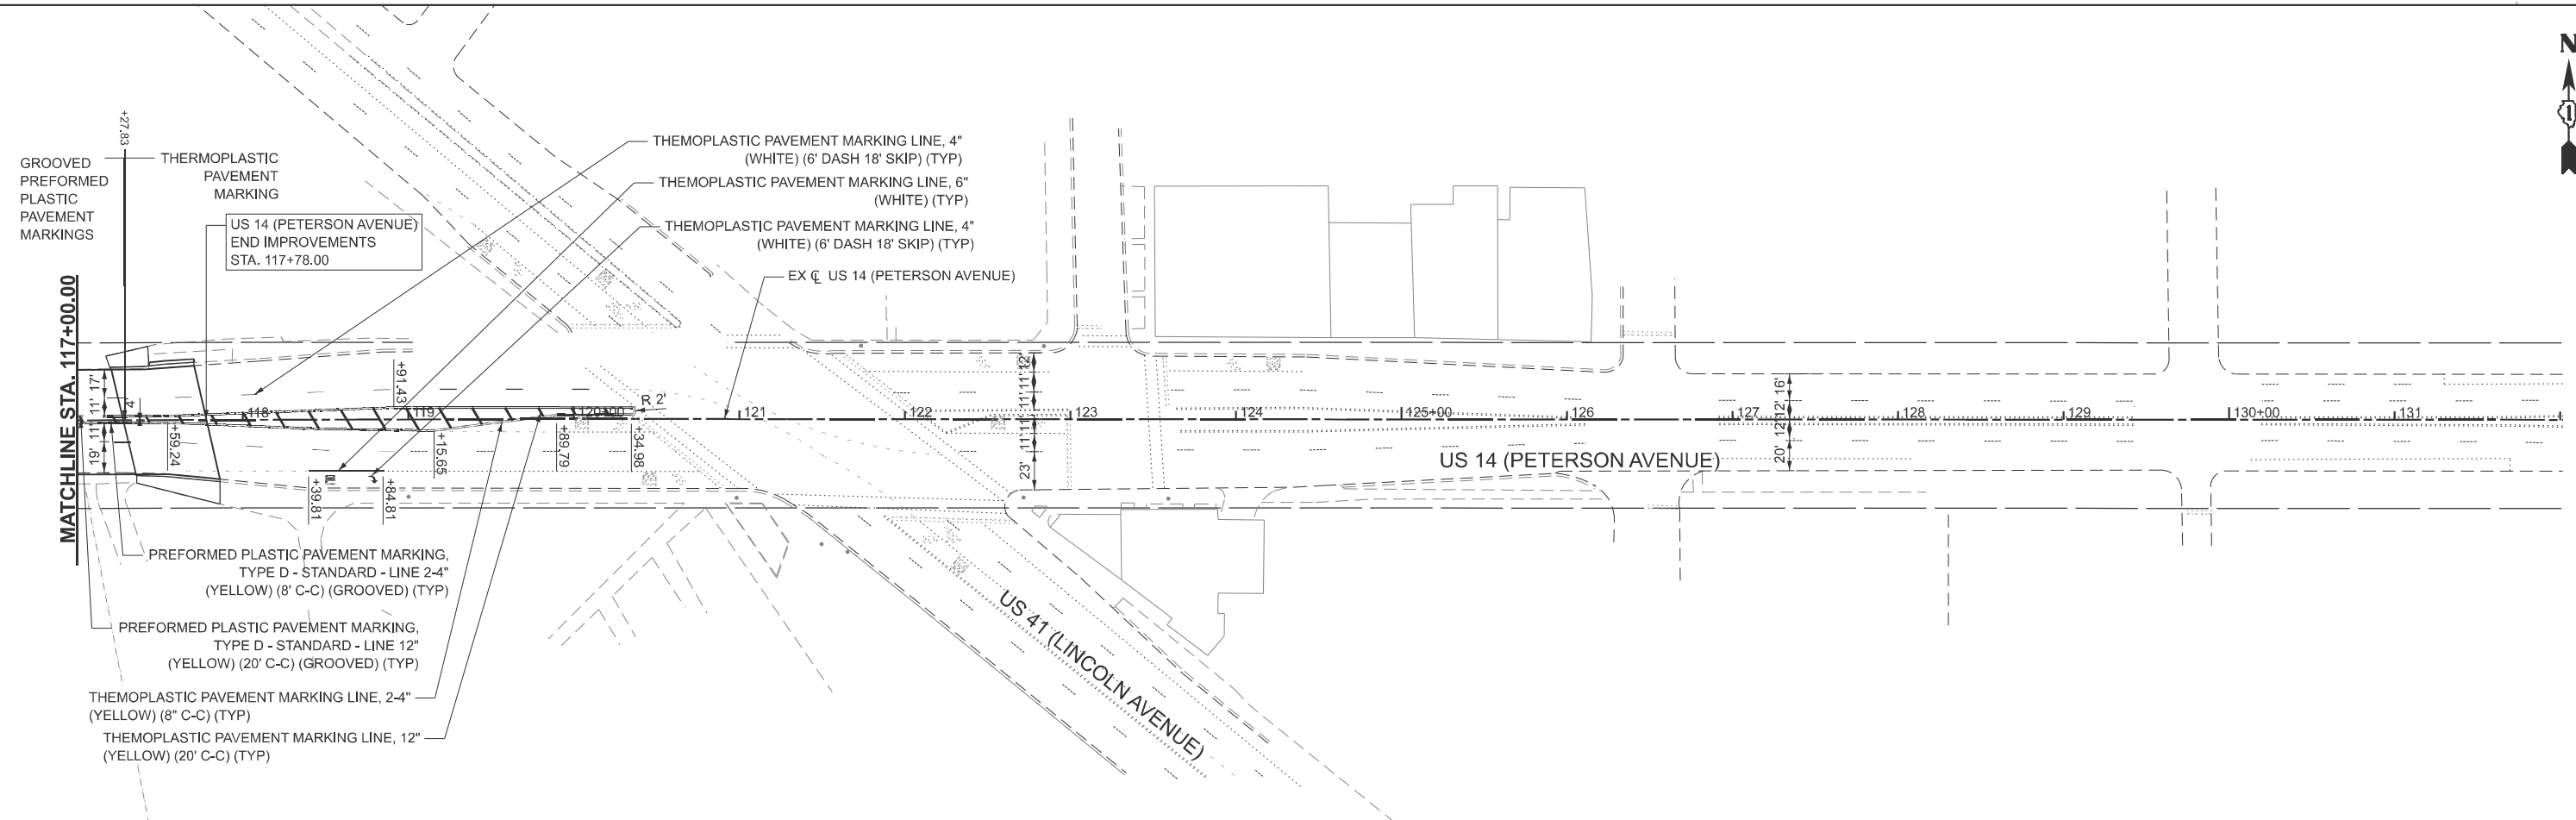 N
1
+27.83
GROOVED
PREFORMED
PLASTIC
PAVEMENT
MARKINGS
THERMOPLASTIC
PAVEMENT
MARKING
US 14 (PETERSON AVENUE)
END IMPROVEMENTS
STA. 117+78.00
THEMOPLASTIC PAVEMENT MARKING LINE, 4"
(WHITE) (6' DASH 18' SKIP) (TYP)
THEMOPLASTIC PAVEMENT MARKING LINE, 6"
(WHITE) (TYP)
THEMOPLASTIC PAVEMENT MARKING LINE, 4"
(WHITE) (6' DASH 18' SKIP) (TYP)
EX ℄ US 14 (PETERSON AVENUE)
MATCHLINE STA. 117+00.00
17'
11'
11'
19'
4'
+59.24
+91.43
+15.65
+39.81
+84.81
+89.79
+34.98
R 2'
118
119
120+00
121
122
123
124
125+00
126
127
128
129
130+00
131
12'
11'
11'
11'
11'
23'
16'
12'
12'
20'
US 14 (PETERSON AVENUE)
US 41 (LINCOLN AVENUE)
PREFORMED PLASTIC PAVEMENT MARKING,
TYPE D - STANDARD - LINE 2-4"
(YELLOW) (8' C-C) (GROOVED) (TYP)
PREFORMED PLASTIC PAVEMENT MARKING,
TYPE D - STANDARD - LINE 12"
(YELLOW) (20' C-C) (GROOVED) (TYP)
THEMOPLASTIC PAVEMENT MARKING LINE, 2-4"
(YELLOW) (8" C-C) (TYP)
THEMOPLASTIC PAVEMENT MARKING LINE, 12"
(YELLOW) (20' C-C) (TYP)